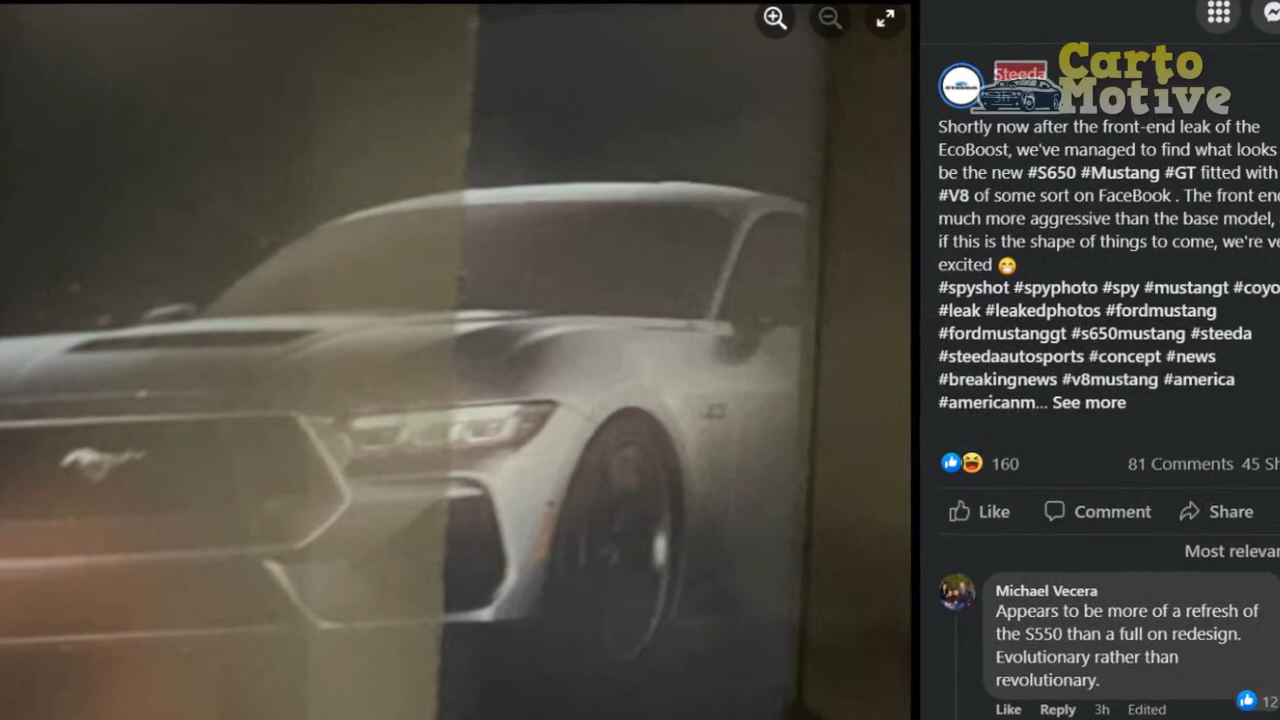 Carto
Motive
Steeda
Shortly now after the front-end leak of the
EcoBoost, we've managed to find what looks
be the new #S650 #Mustang #GT fitted with
#V8 of some sort on FaceBook . The front end
much more aggressive than the base model,
if this is the shape of things to come, we're ve
excited
#spyshot #spyphoto #spy #mustangt #coyo
#leak #leakedphotos #fordmustang
#fordmustanggt #s650mustang #steeda
#steedaautosports #concept #news
#breakingnews #v8mustang #america
#americanm... See more
160 81 Comments 45 Sh
Like Comment Share
Most relevan
Michael Vecera
Appears to be more of a refresh of
the S550 than a full on redesign.
Evolutionary rather than
revolutionary.
Like Reply 3h Edited
12